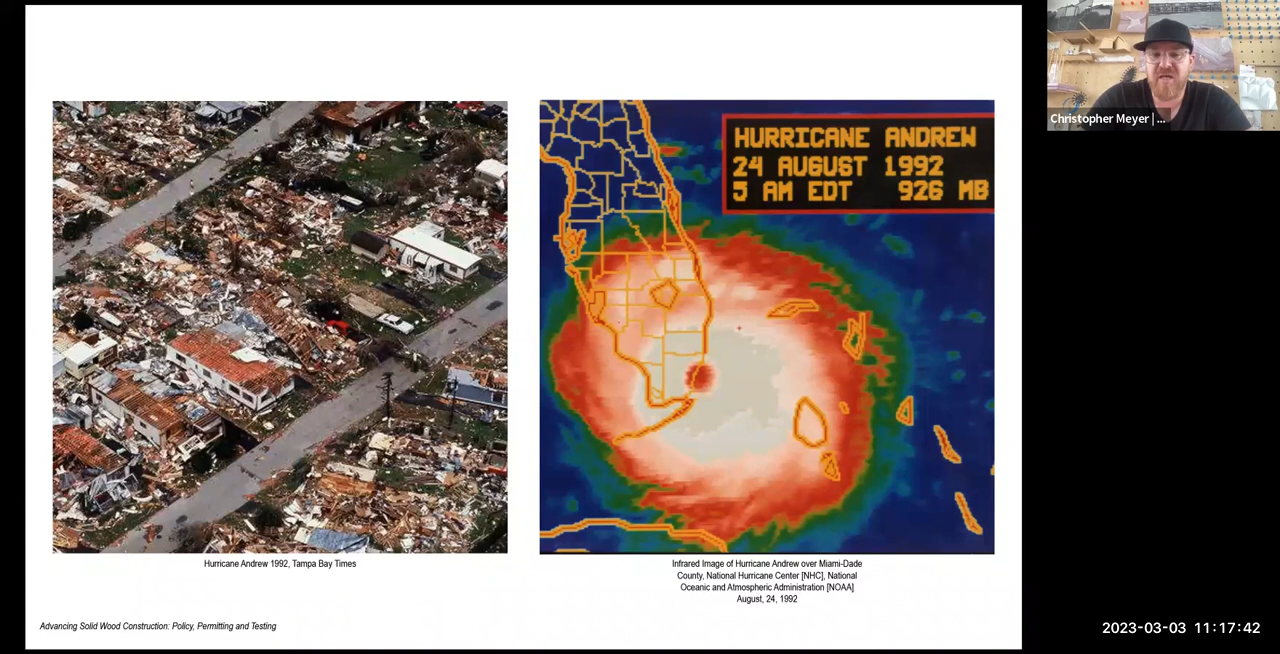 HURRICANE ANDREW
24 AUGUST 1992
5 AM EDT 926 MB
Hurricane Andrew 1992, Tampa Bay Times
Infrared Image of Hurricane Andrew over Miami-Dade
County, National Hurricane Center [NHC], National
Oceanic and Atmospheric Administration [NOAA]
August, 24, 1992
Advancing Solid Wood Construction: Policy, Permitting and Testing
Christopher Meyer | ...
2023-03-03 11:17:42